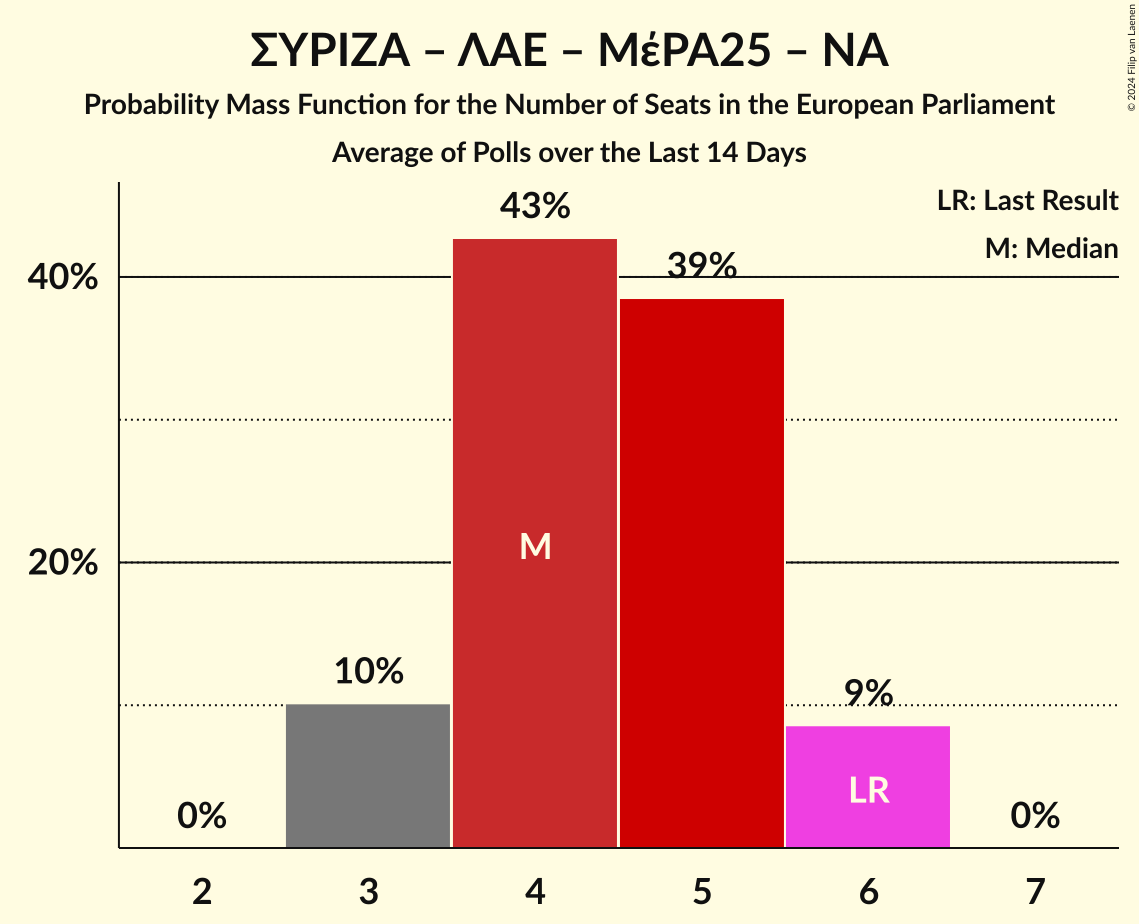 ΣΥΡΙΖΑ – ΛΑΕ – ΜέΡΑ25 – ΝΑ
Probability Mass Function for the Number of Seats in the European Parliament
Average of Polls over the Last 14 Days
© 2024 Filip van Laenen
LR: Last Result
M: Median
43%
39%
40%
M
20%
10%
9%
LR
0%
0%
2 3 4 5 6 7